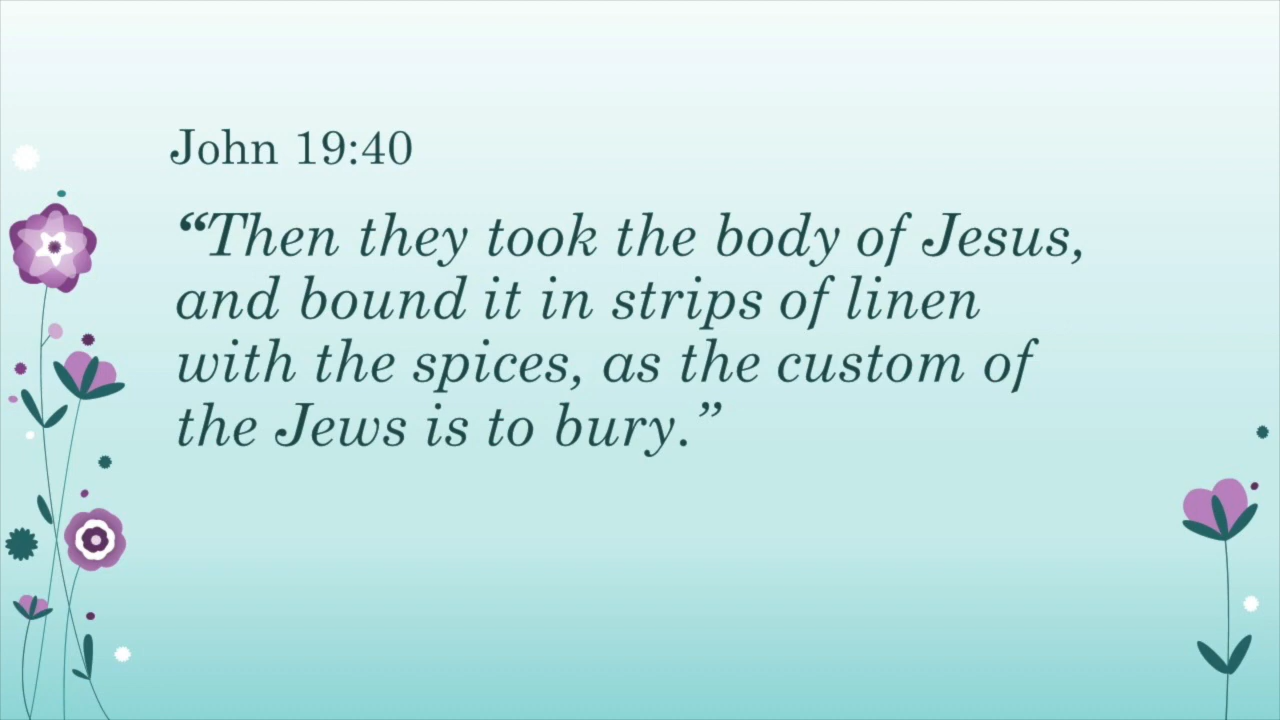 John 19:40
“Then they took the body of Jesus,
and bound it in strips of linen
with the spices, as the custom of
the Jews is to bury.”